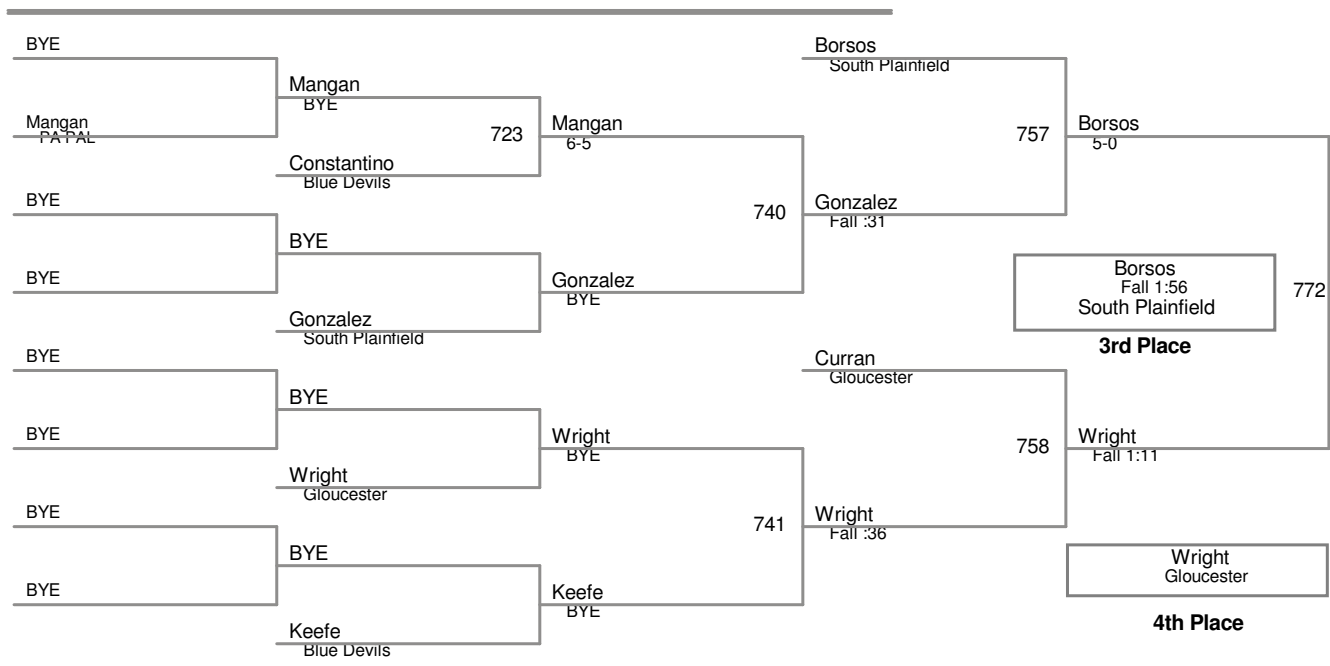 BYE
Mangan
PA PAL
BYE
BYE
BYE
BYE
BYE
BYE
Mangan
BYE
Constantino
Blue Devils
BYE
Gonzalez
South Plainfield
BYE
Wright
Gloucester
BYE
Keefe
Blue Devils
723
Mangan
6-5
Gonzalez
BYE
Wright
BYE
Keefe
BYE
740
741
Borsos
South Plainfield
Gonzalez
Fall :31
Curran
Gloucester
Wright
Fall :36
757
758
Borsos
5-0
Wright
Fall 1:11
772
Borsos
Fall 1:56
South Plainfield
3rd Place
Wright
Gloucester
4th Place